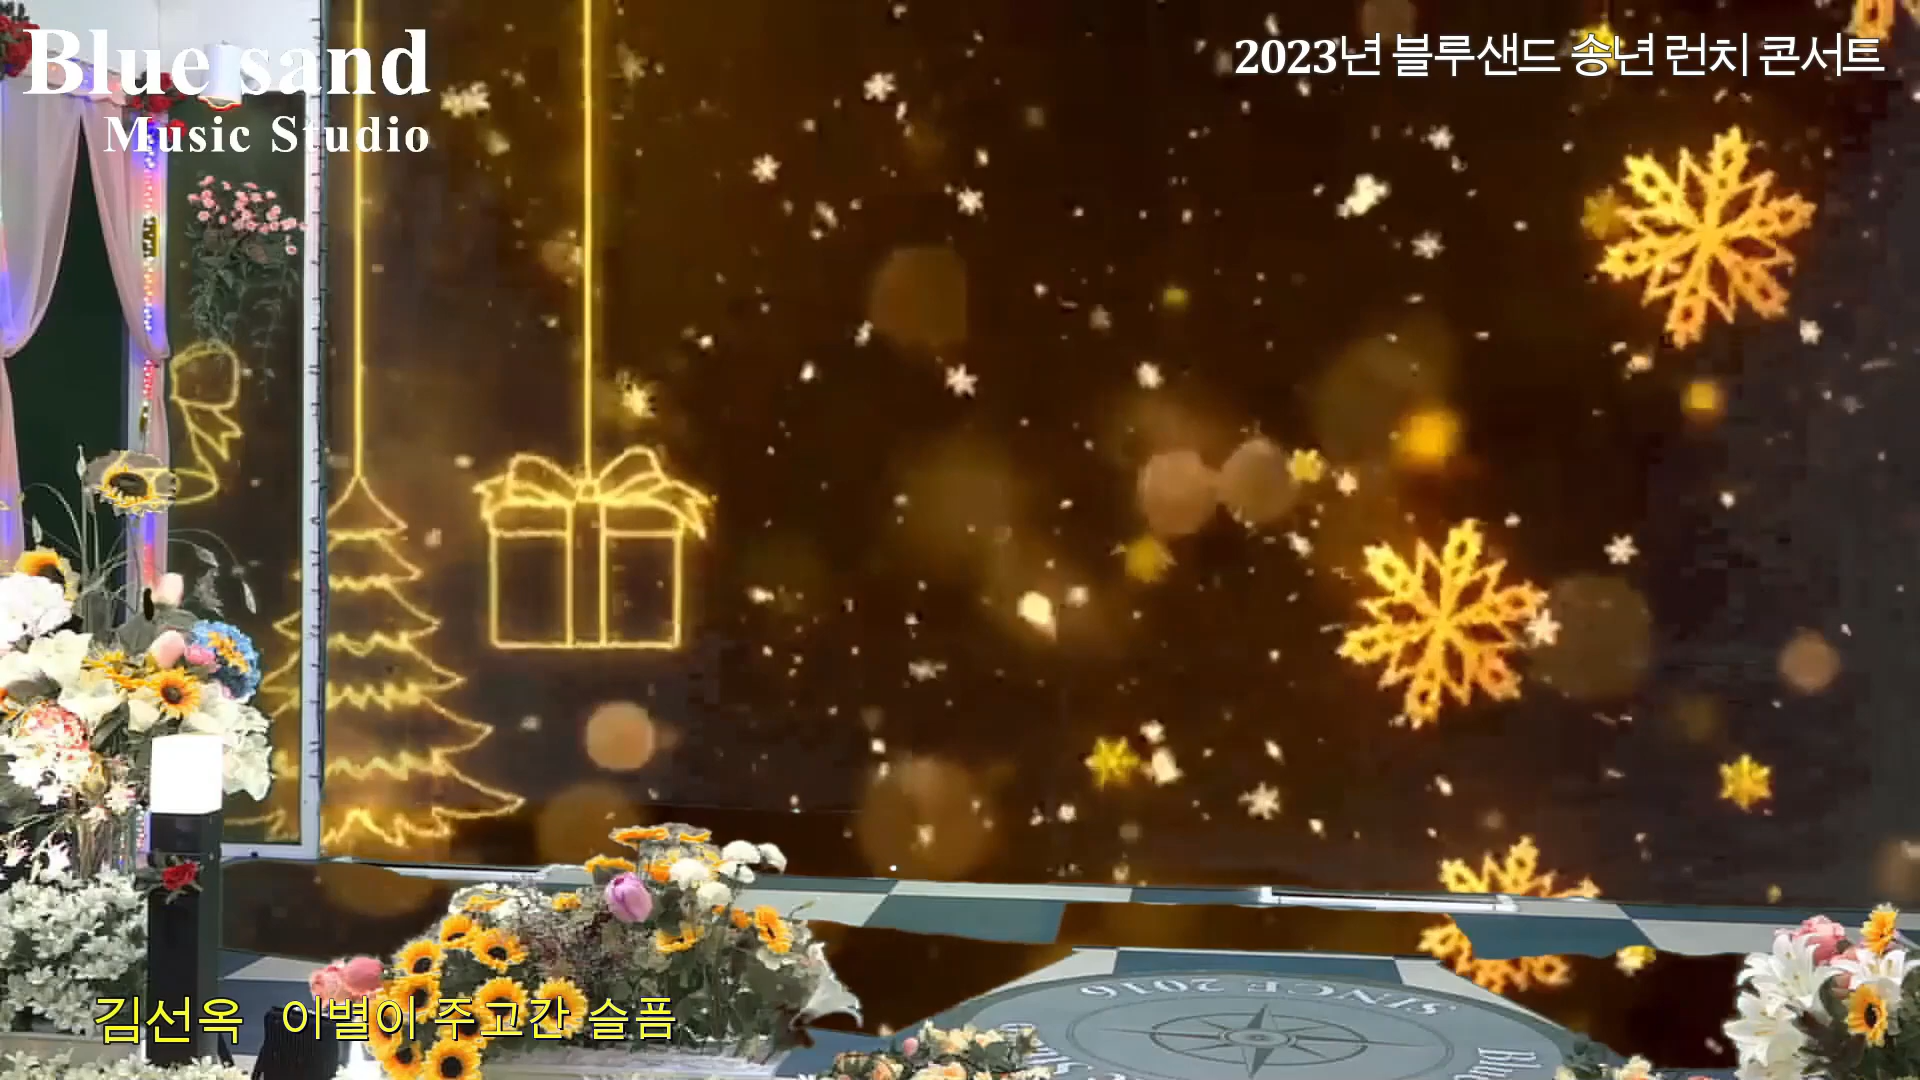 Blue sand
Music Studio
2023년 블루샌드 송년 런치 콘서트
김선옥 이별이 주고간 슬픔
SINCE 2016
Blue